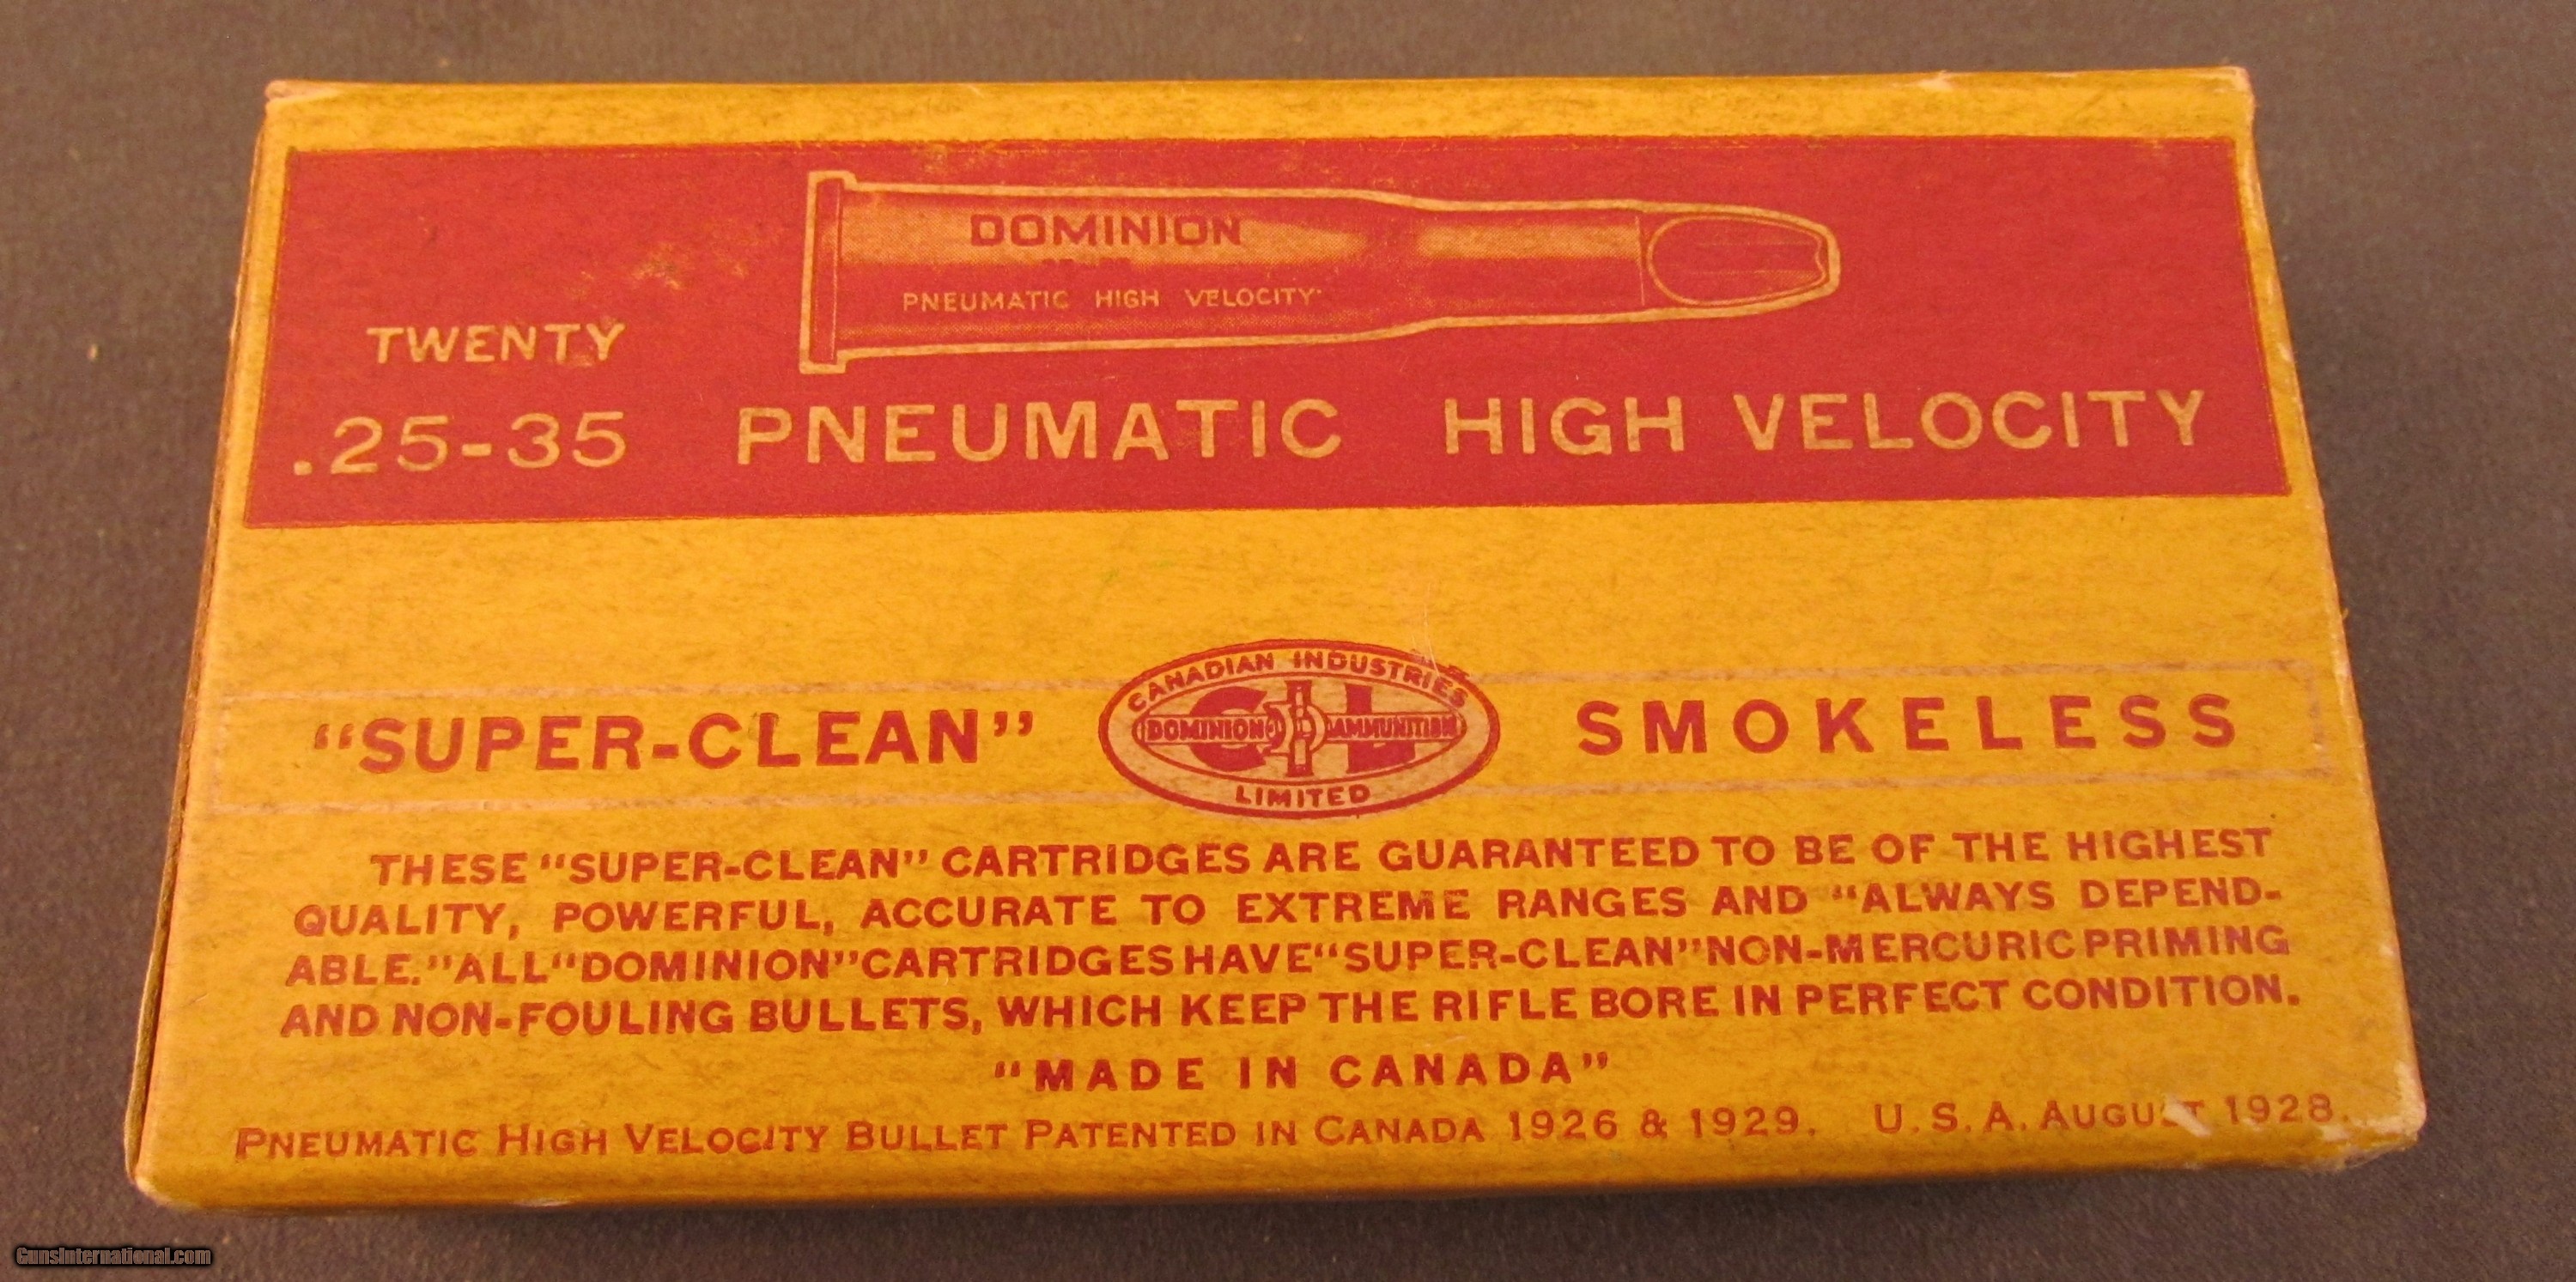 DOMINION
PNEUMATIC HIGH VELOCITY
TWENTY
.25-35 PNEUMATIC HIGH VELOCITY
CANADIAN INDUSTRIES
"SUPER-CLEAN" CIL SMOKELESS
DOMINION AMMUNITION
LIMITED
THESE "SUPER-CLEAN" CARTRIDGES ARE GUARANTEED TO BE OF THE HIGHEST
QUALITY, POWERFUL, ACCURATE TO EXTREME RANGES AND "ALWAYS DEPEND-
ABLE." ALL "DOMINION" CARTRIDGES HAVE "SUPER-CLEAN" NON-MERCURIC PRIMING
AND NON-FOULING BULLETS, WHICH KEEP THE RIFLE BORE IN PERFECT CONDITION.
"MADE IN CANADA"
PNEUMATIC HIGH VELOCITY BULLET PATENTED IN CANADA 1926 & 1929. U.S.A. AUGUST 1928.
GunsInternational.com